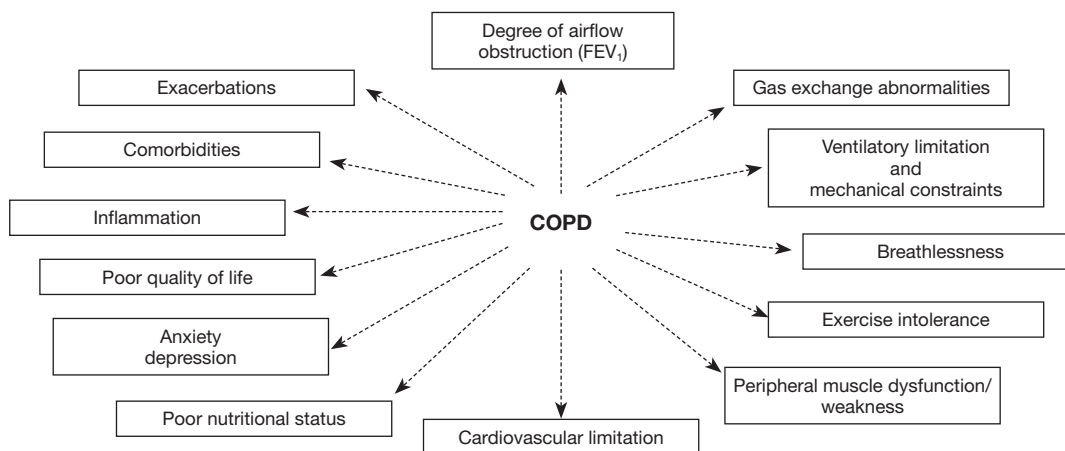 Degree of airflow
obstruction (FEV₁)
Exacerbations
Gas exchange abnormalities
Comorbidities
Ventilatory limitation
and
mechanical constraints
Inflammation
COPD
Breathlessness
Poor quality of life
Exercise intolerance
Anxiety
depression
Peripheral muscle dysfunction/
weakness
Poor nutritional status
Cardiovascular limitation